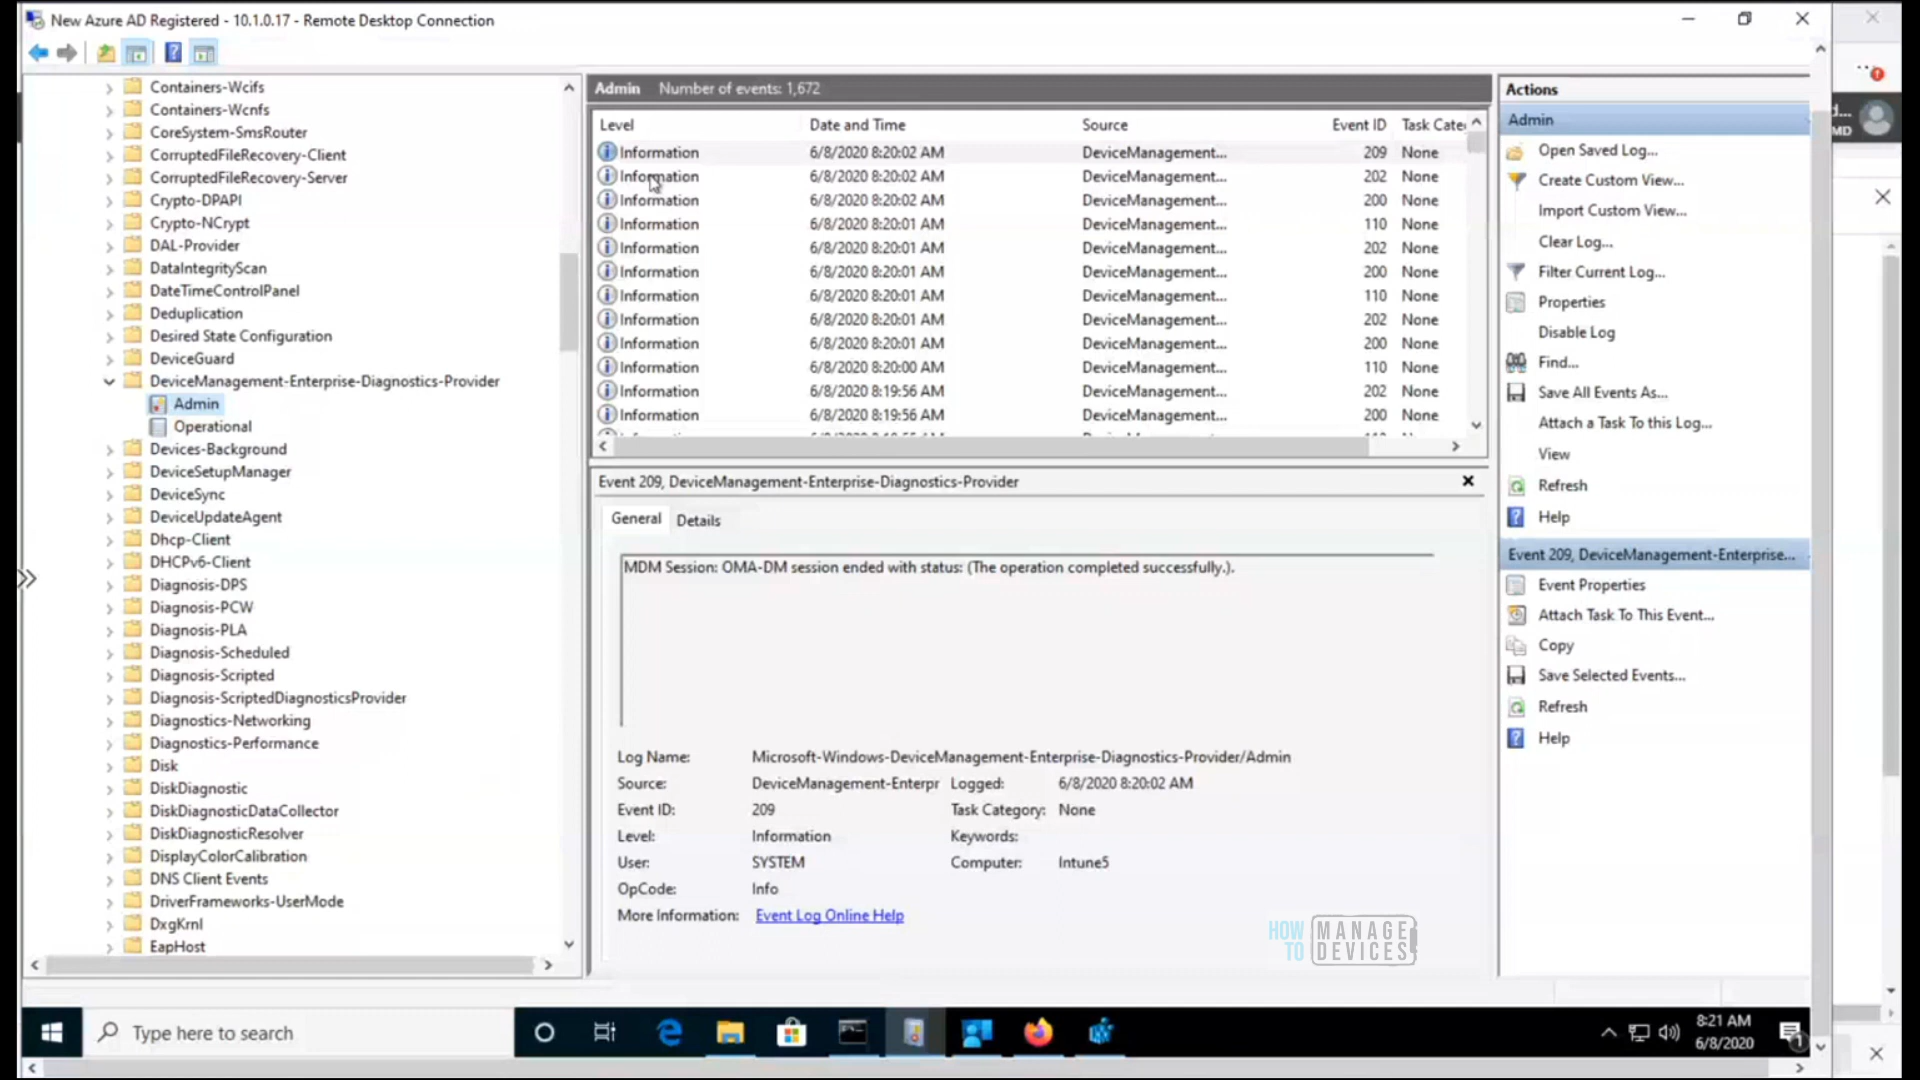 New Azure AD Registered - 10.1.0.17 - Remote Desktop Connection
Containers-Wcifs
Containers-Wcnfs
CoreSystem-SmsRouter
CorruptedFileRecovery-Client
CorruptedFileRecovery-Server
Crypto-DPAPI
Crypto-NCrypt
DAL-Provider
DataIntegrityScan
DateTimeControlPanel
Deduplication
Desired State Configuration
DeviceGuard
DeviceManagement-Enterprise-Diagnostics-Provider
Admin
Operational
Devices-Background
DeviceSetupManager
DeviceSync
DeviceUpdateAgent
Dhcp-Client
DHCPv6-Client
Diagnosis-DPS
Diagnosis-PCW
Diagnosis-PLA
Diagnosis-Scheduled
Diagnosis-Scripted
Diagnosis-ScriptedDiagnosticsProvider
Diagnostics-Networking
Diagnostics-Performance
Disk
DiskDiagnostic
DiskDiagnosticDataCollector
DiskDiagnosticResolver
DisplayColorCalibration
DNS Client Events
DriverFrameworks-UserMode
DxgKrnl
EapHost
Admin Number of events: 1,672
Level Date and Time Source Event ID Task Cate
Information 6/8/2020 8:20:02 AM DeviceManagement... 209 None
Information 6/8/2020 8:20:02 AM DeviceManagement... 202 None
Information 6/8/2020 8:20:02 AM DeviceManagement... 200 None
Information 6/8/2020 8:20:01 AM DeviceManagement... 110 None
Information 6/8/2020 8:20:01 AM DeviceManagement... 202 None
Information 6/8/2020 8:20:01 AM DeviceManagement... 200 None
Information 6/8/2020 8:20:01 AM DeviceManagement... 110 None
Information 6/8/2020 8:20:01 AM DeviceManagement... 202 None
Information 6/8/2020 8:20:01 AM DeviceManagement... 200 None
Information 6/8/2020 8:20:00 AM DeviceManagement... 110 None
Information 6/8/2020 8:19:56 AM DeviceManagement... 202 None
Information 6/8/2020 8:19:56 AM DeviceManagement... 200 None
Event 209, DeviceManagement-Enterprise-Diagnostics-Provider
General Details
MDM Session: OMA-DM session ended with status: (The operation completed successfully.).
Log Name: Microsoft-Windows-DeviceManagement-Enterprise-Diagnostics-Provider/Admin
Source: DeviceManagement-Enterpr Logged: 6/8/2020 8:20:02 AM
Event ID: 209 Task Category: None
Level: Information Keywords:
User: SYSTEM Computer: Intune5
OpCode: Info
More Information: Event Log Online Help
HOW TO MANAGE DEVICES
Actions
Admin
Open Saved Log...
Create Custom View...
Import Custom View...
Clear Log...
Filter Current Log...
Properties
Disable Log
Find...
Save All Events As...
Attach a Task To this Log...
View
Refresh
Help
Event 209, DeviceManagement-Enterprise...
Event Properties
Attach Task To This Event...
Copy
Save Selected Events...
Refresh
Help
d...
MD
Type here to search
8:21 AM
6/8/2020
1